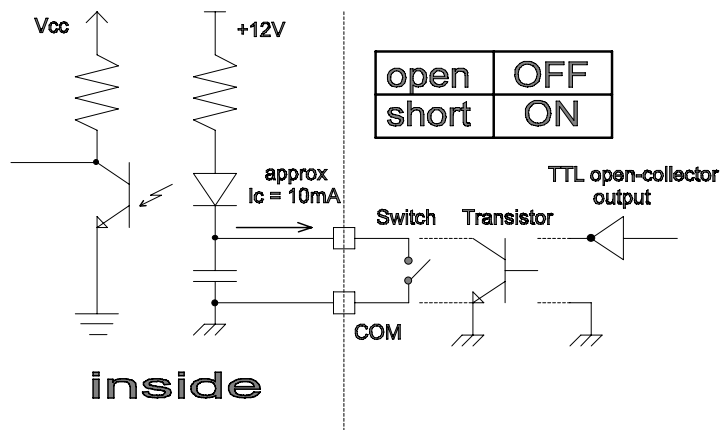 Vcc
+12V
open OFF
short ON
approx
Ic = 10mA
TTL open-collector
output
Switch Transistor
COM
inside